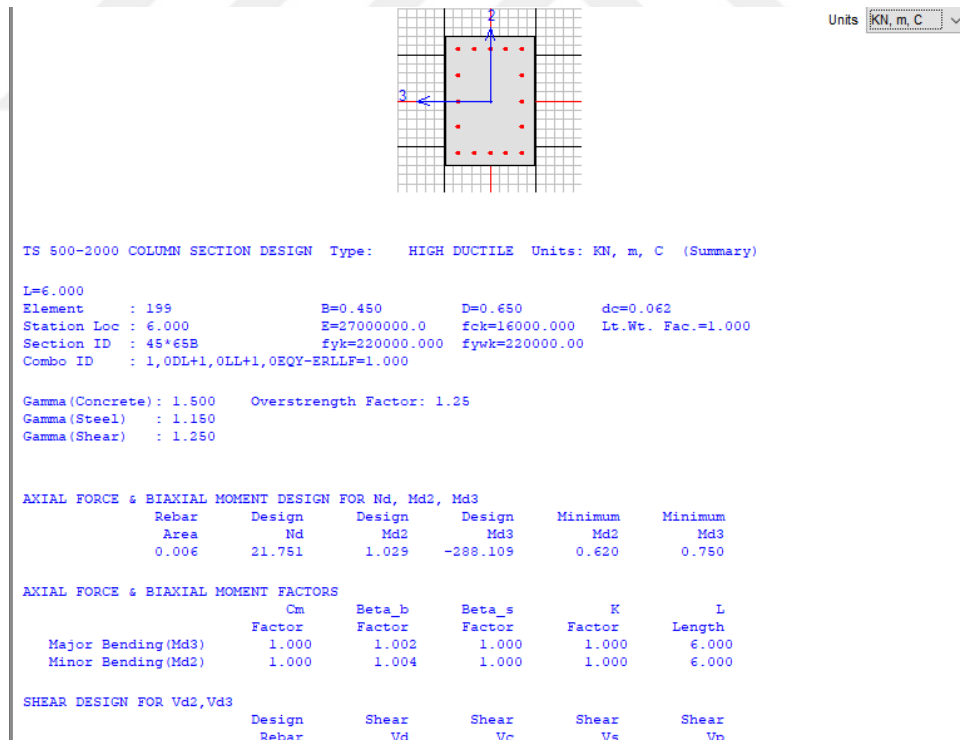 2
Units KN, m, C
3
TS 500-2000 COLUMN SECTION DESIGN Type: HIGH DUCTILE Units: KN, m, C (Summary)
L=6.000
Element : 199 B=0.450 D=0.650 dc=0.062
Station Loc : 6.000 E=27000000.0 fck=16000.000 Lt.Wt. Fac.=1.000
Section ID : 45*65B fyk=220000.000 fywk=220000.00
Combo ID : 1,0DL+1,0LL+1,0EQY-ERLLF=1.000
Gamma(Concrete): 1.500 Overstrength Factor: 1.25
Gamma(Steel) : 1.150
Gamma(Shear) : 1.250
AXIAL FORCE & BIAXIAL MOMENT DESIGN FOR Nd, Md2, Md3
Rebar Design Design Design Minimum Minimum
Area Nd Md2 Md3 Md2 Md3
0.006 21.751 1.029 -288.109 0.620 0.750
AXIAL FORCE & BIAXIAL MOMENT FACTORS
Cm Beta_b Beta_s K L
Factor Factor Factor Factor Length
Major Bending(Md3) 1.000 1.002 1.000 1.000 6.000
Minor Bending(Md2) 1.000 1.004 1.000 1.000 6.000
SHEAR DESIGN FOR Vd2,Vd3
Design Shear Shear Shear Shear
Rebar Vd Vc Vs Vp